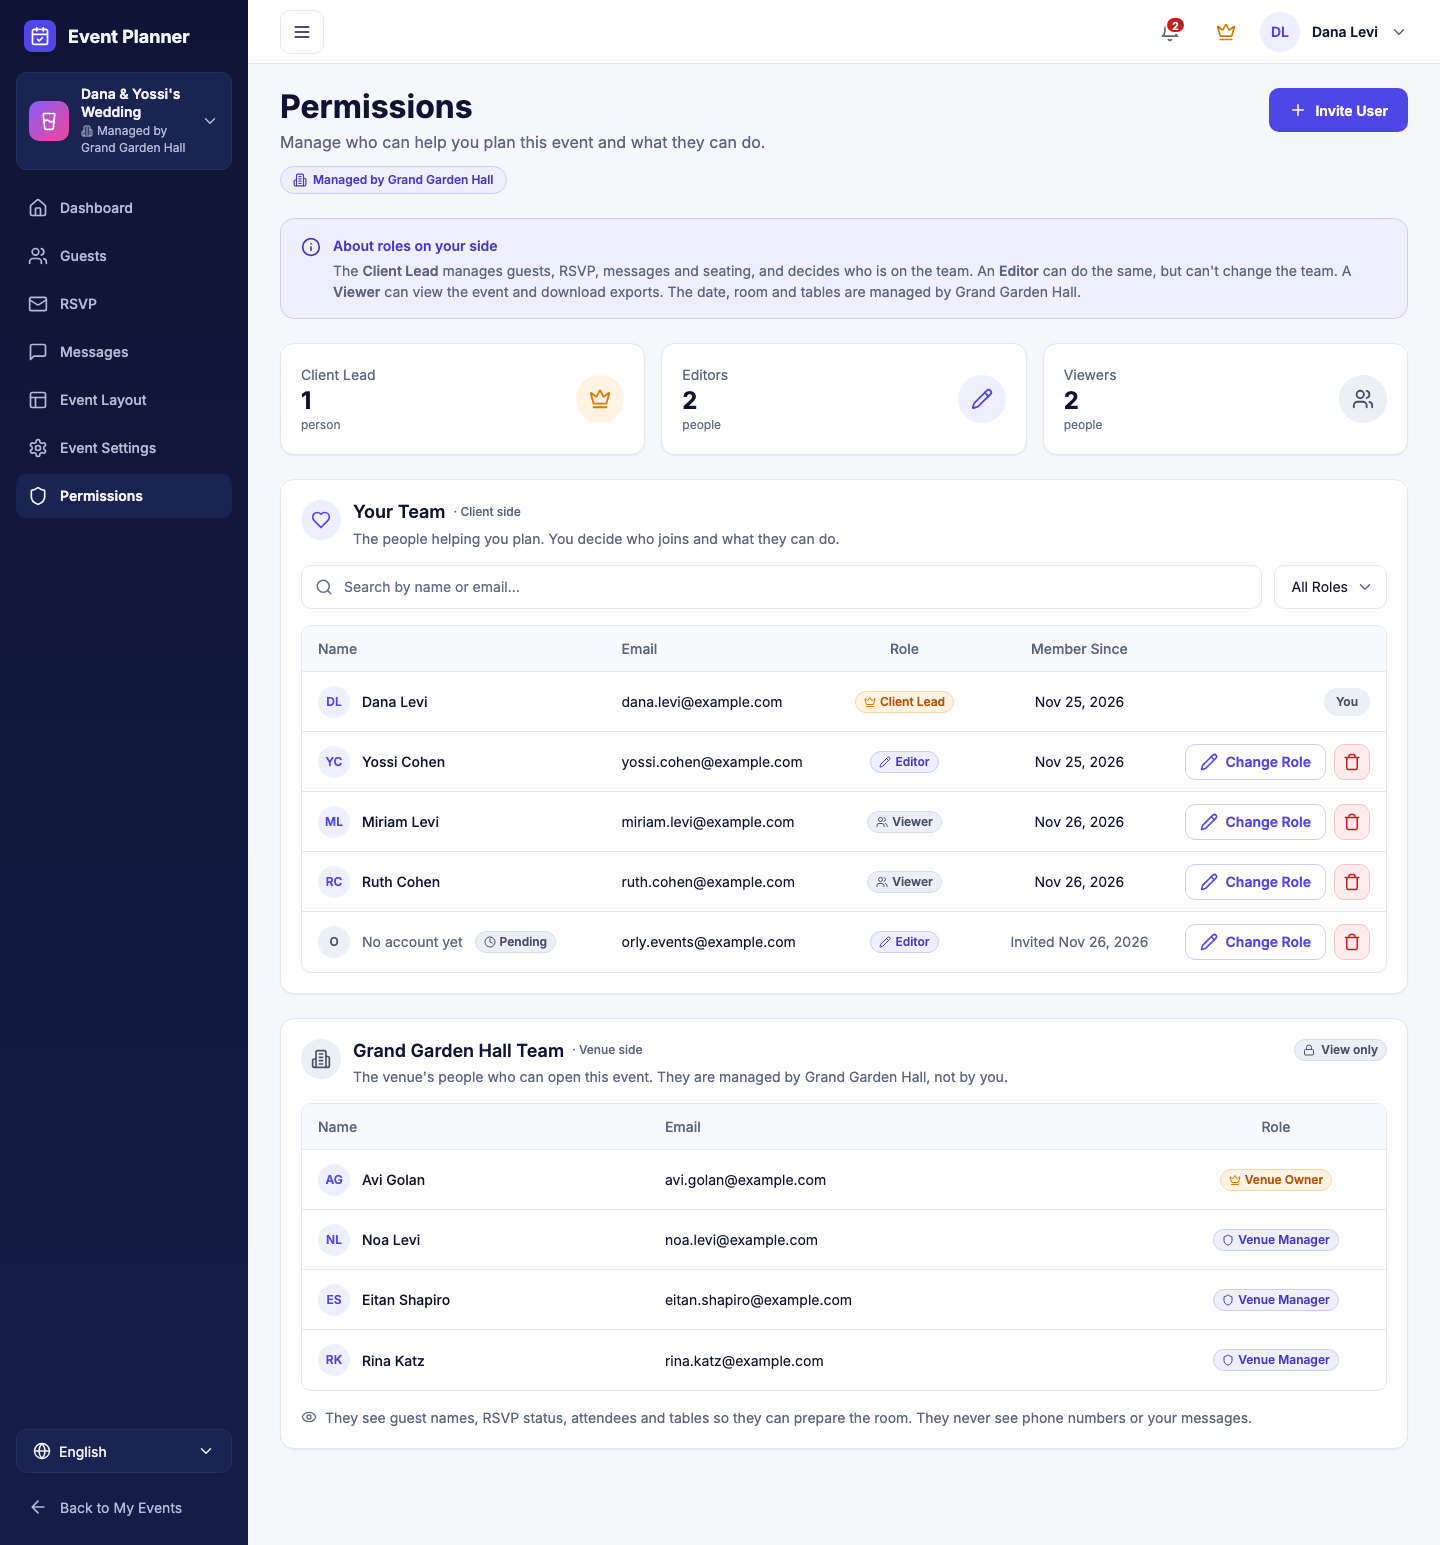 Event Planner
Dana & Yossi's
Wedding
Managed by
Grand Garden Hall
Dashboard
Guests
RSVP
Messages
Event Layout
Event Settings
Permissions
English
Back to My Events
2
DL
Dana Levi
Permissions
Manage who can help you plan this event and what they can do.
Managed by Grand Garden Hall
Invite User
About roles on your side
The Client Lead manages guests, RSVP, messages and seating, and decides who is on the team. An Editor can do the same, but can't change the team. A
Viewer can view the event and download exports. The date, room and tables are managed by Grand Garden Hall.
Client Lead
1
person
Editors
2
people
Viewers
2
people
Your Team · Client side
The people helping you plan. You decide who joins and what they can do.
Search by name or email...
All Roles
Name Email Role Member Since
DL Dana Levi dana.levi@example.com Client Lead Nov 25, 2026 You
YC Yossi Cohen yossi.cohen@example.com Editor Nov 25, 2026 Change Role
ML Miriam Levi miriam.levi@example.com Viewer Nov 26, 2026 Change Role
RC Ruth Cohen ruth.cohen@example.com Viewer Nov 26, 2026 Change Role
O No account yet Pending orly.events@example.com Editor Invited Nov 26, 2026 Change Role
Grand Garden Hall Team · Venue side
View only
The venue's people who can open this event. They are managed by Grand Garden Hall, not by you.
Name Email Role
AG Avi Golan avi.golan@example.com Venue Owner
NL Noa Levi noa.levi@example.com Venue Manager
ES Eitan Shapiro eitan.shapiro@example.com Venue Manager
RK Rina Katz rina.katz@example.com Venue Manager
They see guest names, RSVP status, attendees and tables so they can prepare the room. They never see phone numbers or your messages.